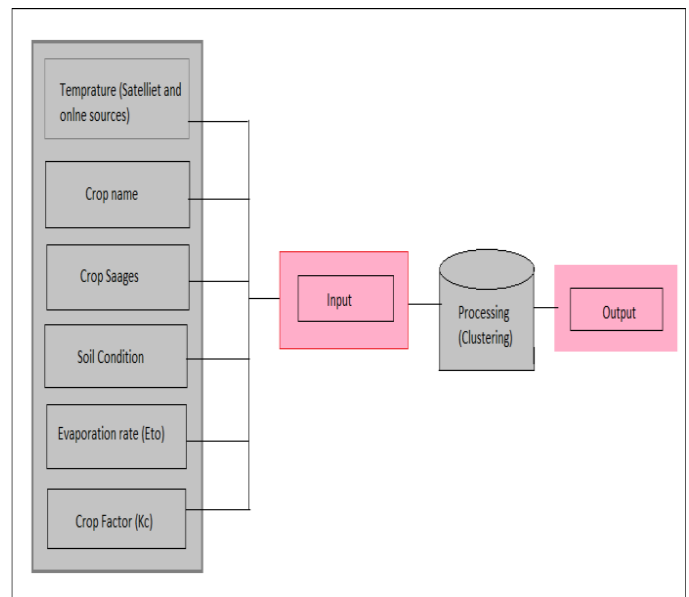 Temprature (Satelliet and
onlne sources)
Crop name
Crop Saages
Soil Condition
Evaporation rate (Eto)
Crop Factor (Kc)
Input
Processing
(Clustering)
Output